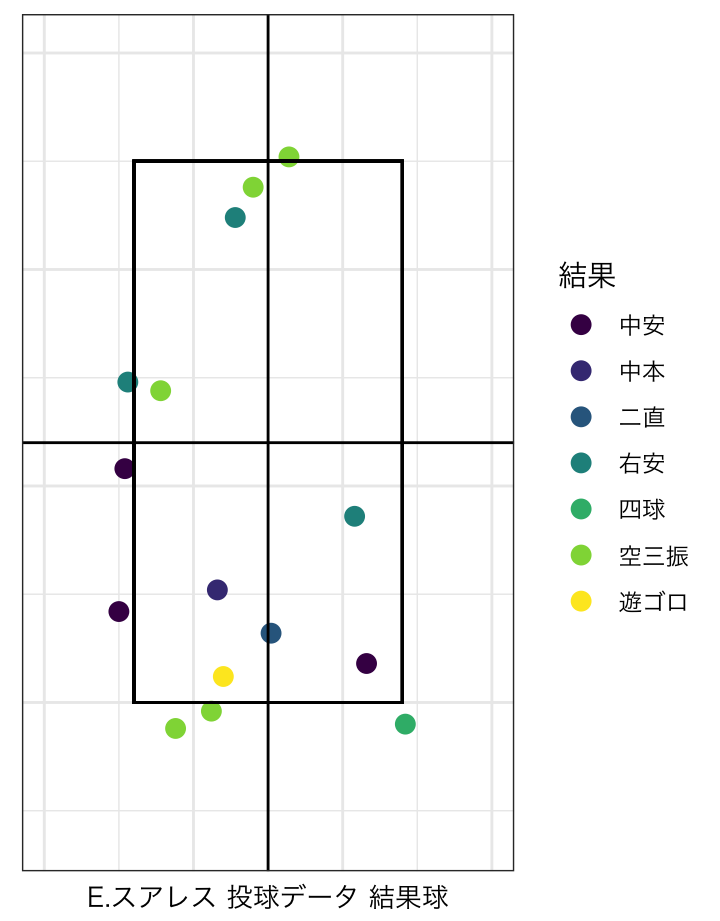 結果
中安
中本
二直
右安
四球
空三振
遊ゴロ
E.スアレス 投球データ 結果球